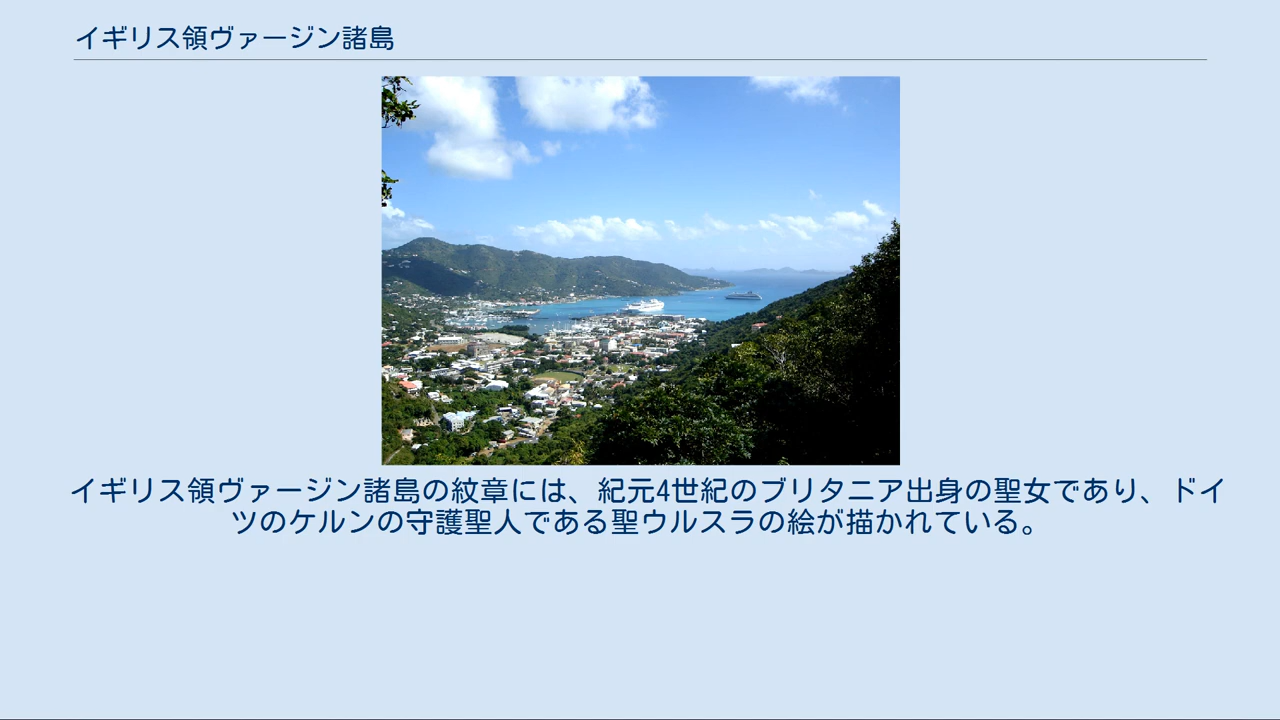 イギリス領ヴァージン諸島
イギリス領ヴァージン諸島の紋章には、紀元4世紀のブリタニア出身の聖女であり、ドイ
ツのケルンの守護聖人である聖ウルスラの絵が描かれている。